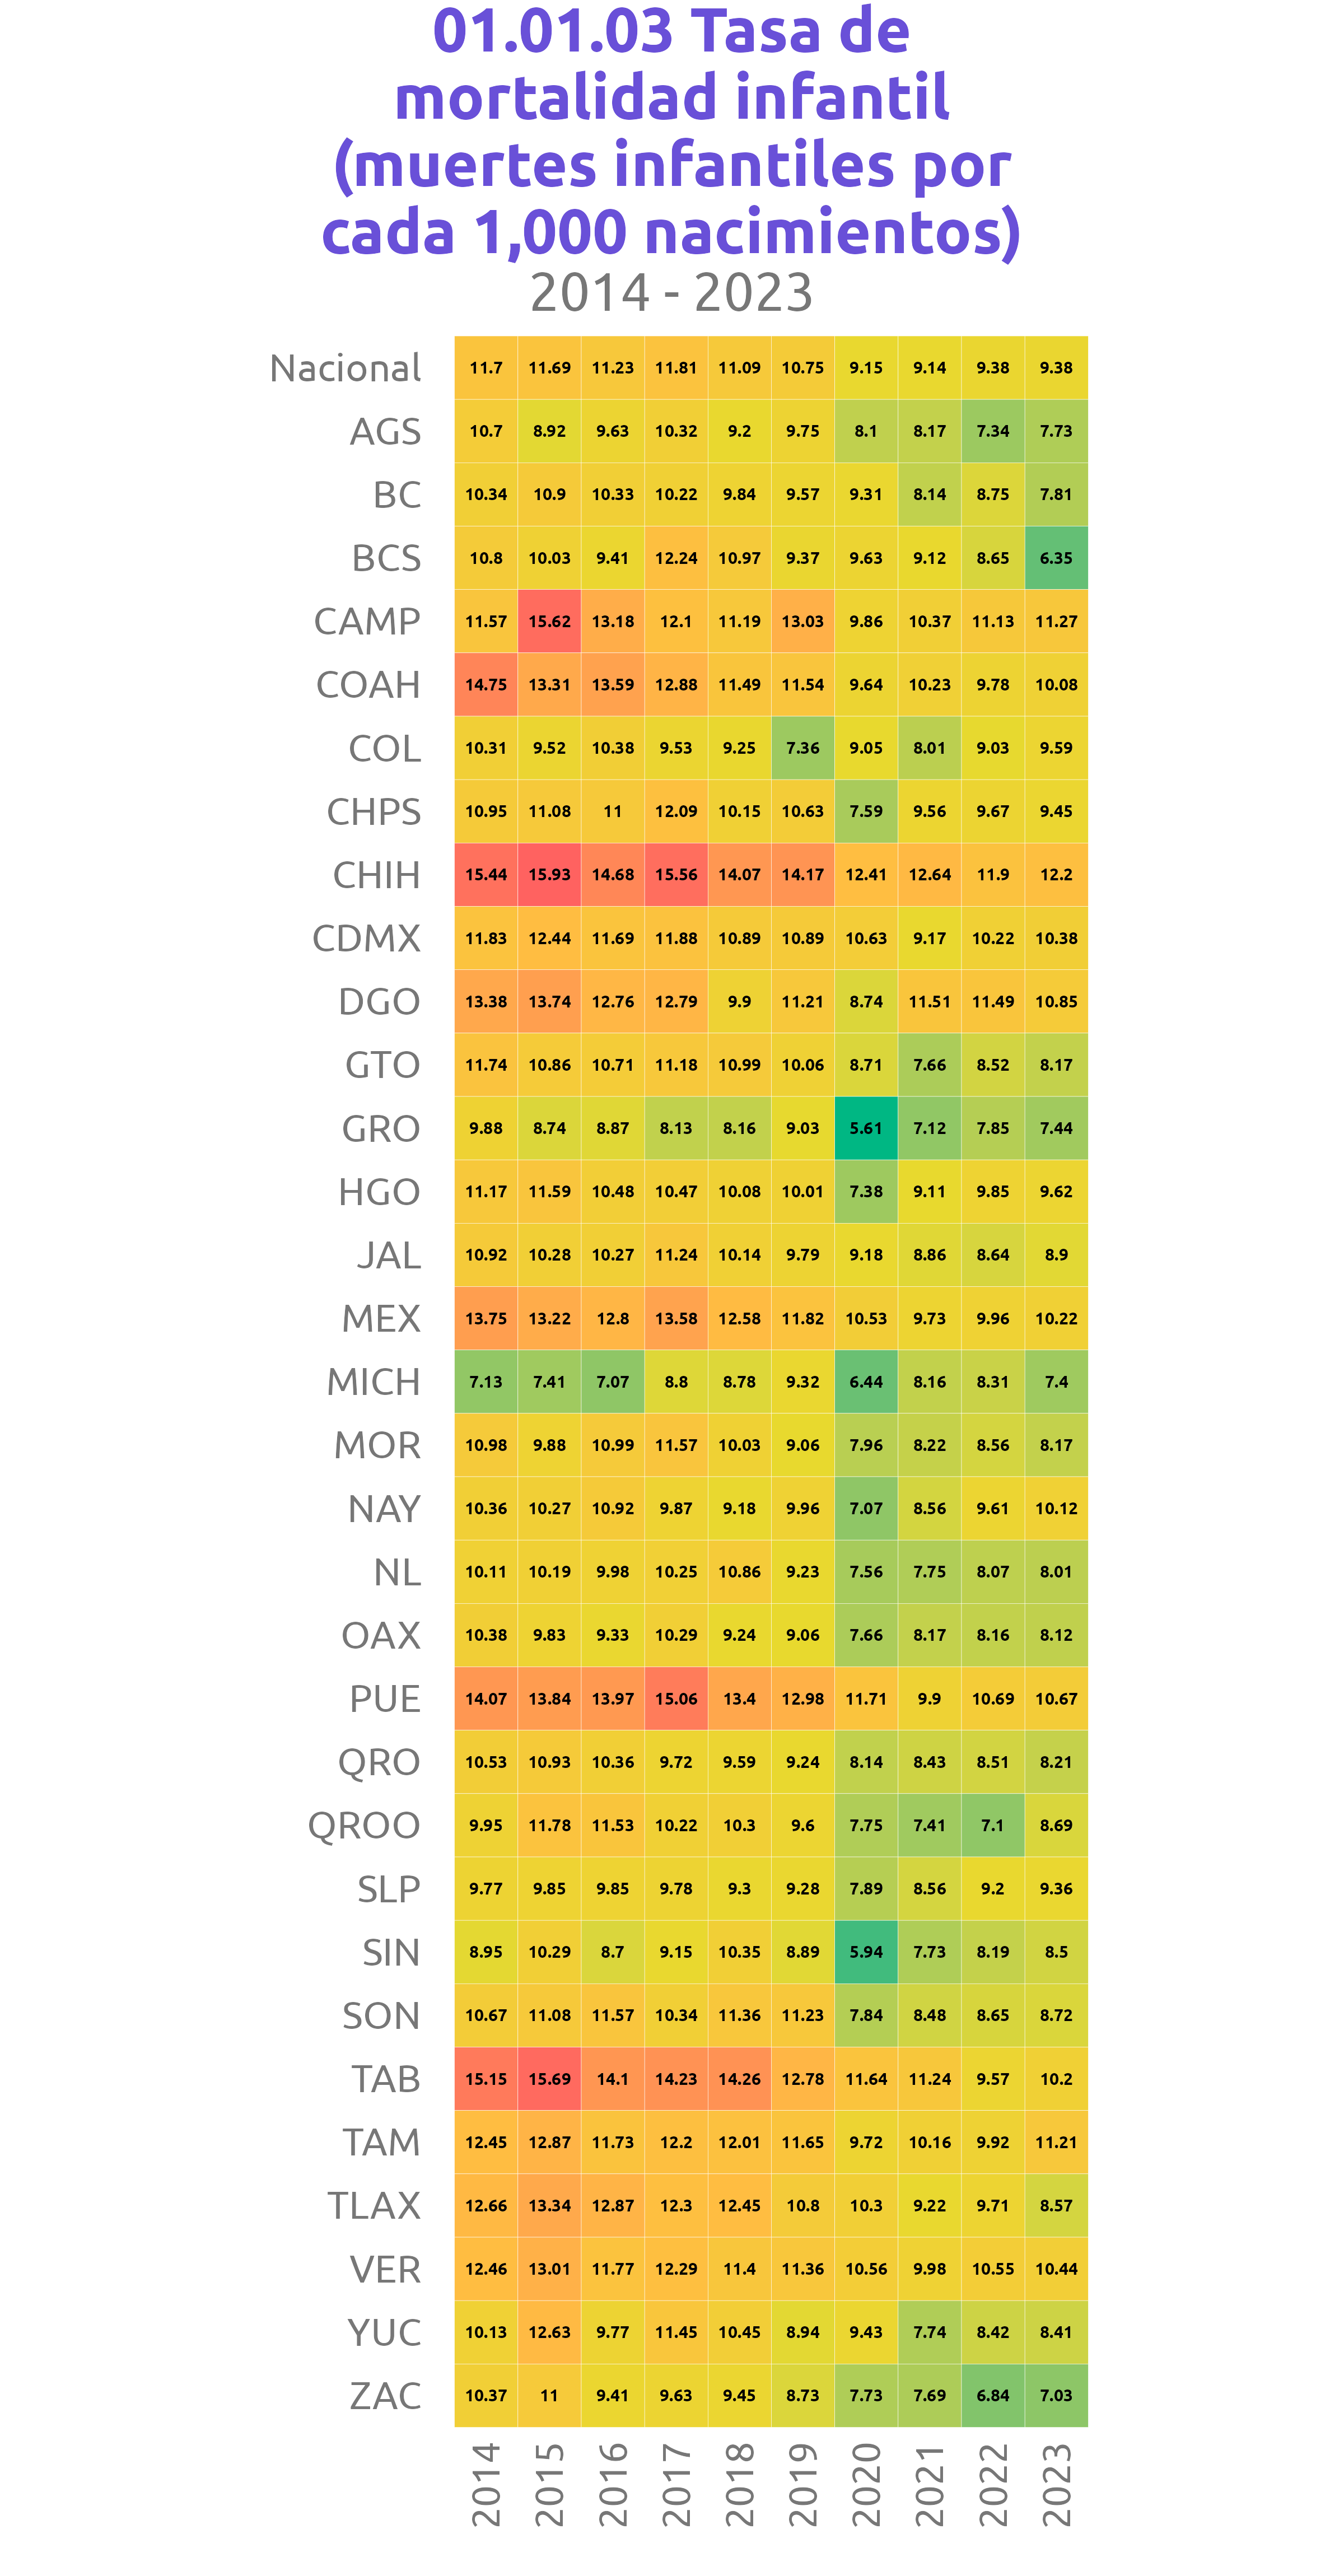 01.01.03 Tasa de
mortalidad infantil
(muertes infantiles por
cada 1,000 nacimientos)
2014 - 2023
Nacional 11.7 11.69 11.23 11.81 11.09 10.75 9.15 9.14 9.38 9.38
AGS 10.7 8.92 9.63 10.32 9.2 9.75 8.1 8.17 7.34 7.73
BC 10.34 10.9 10.33 10.22 9.84 9.57 9.31 8.14 8.75 7.81
BCS 10.8 10.03 9.41 12.24 10.97 9.37 9.63 9.12 8.65 6.35
CAMP 11.57 15.62 13.18 12.1 11.19 13.03 9.86 10.37 11.13 11.27
COAH 14.75 13.31 13.59 12.88 11.49 11.54 9.64 10.23 9.78 10.08
COL 10.31 9.52 10.38 9.53 9.25 7.36 9.05 8.01 9.03 9.59
CHPS 10.95 11.08 11 12.09 10.15 10.63 7.59 9.56 9.67 9.45
CHIH 15.44 15.93 14.68 15.56 14.07 14.17 12.41 12.64 11.9 12.2
CDMX 11.83 12.44 11.69 11.88 10.89 10.89 10.63 9.17 10.22 10.38
DGO 13.38 13.74 12.76 12.79 9.9 11.21 8.74 11.51 11.49 10.85
GTO 11.74 10.86 10.71 11.18 10.99 10.06 8.71 7.66 8.52 8.17
GRO 9.88 8.74 8.87 8.13 8.16 9.03 5.61 7.12 7.85 7.44
HGO 11.17 11.59 10.48 10.47 10.08 10.01 7.38 9.11 9.85 9.62
JAL 10.92 10.28 10.27 11.24 10.14 9.79 9.18 8.86 8.64 8.9
MEX 13.75 13.22 12.8 13.58 12.58 11.82 10.53 9.73 9.96 10.22
MICH 7.13 7.41 7.07 8.8 8.78 9.32 6.44 8.16 8.31 7.4
MOR 10.98 9.88 10.99 11.57 10.03 9.06 7.96 8.22 8.56 8.17
NAY 10.36 10.27 10.92 9.87 9.18 9.96 7.07 8.56 9.61 10.12
NL 10.11 10.19 9.98 10.25 10.86 9.23 7.56 7.75 8.07 8.01
OAX 10.38 9.83 9.33 10.29 9.24 9.06 7.66 8.17 8.16 8.12
PUE 14.07 13.84 13.97 15.06 13.4 12.98 11.71 9.9 10.69 10.67
QRO 10.53 10.93 10.36 9.72 9.59 9.24 8.14 8.43 8.51 8.21
QROO 9.95 11.78 11.53 10.22 10.3 9.6 7.75 7.41 7.1 8.69
SLP 9.77 9.85 9.85 9.78 9.3 9.28 7.89 8.56 9.2 9.36
SIN 8.95 10.29 8.7 9.15 10.35 8.89 5.94 7.73 8.19 8.5
SON 10.67 11.08 11.57 10.34 11.36 11.23 7.84 8.48 8.65 8.72
TAB 15.15 15.69 14.1 14.23 14.26 12.78 11.64 11.24 9.57 10.2
TAM 12.45 12.87 11.73 12.2 12.01 11.65 9.72 10.16 9.92 11.21
TLAX 12.66 13.34 12.87 12.3 12.45 10.8 10.3 9.22 9.71 8.57
VER 12.46 13.01 11.77 12.29 11.4 11.36 10.56 9.98 10.55 10.44
YUC 10.13 12.63 9.77 11.45 10.45 8.94 9.43 7.74 8.42 8.41
ZAC 10.37 11 9.41 9.63 9.45 8.73 7.73 7.69 6.84 7.03
2014 2015 2016 2017 2018 2019 2020 2021 2022 2023